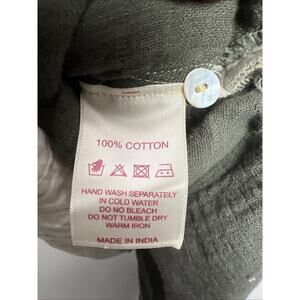 100% COTTON
HAND WASH SEPARATELY
IN COLD WATER
DO NO BLEACH
DO NOT TUMBLE DRY
WARM IRON
MADE IN INDIA